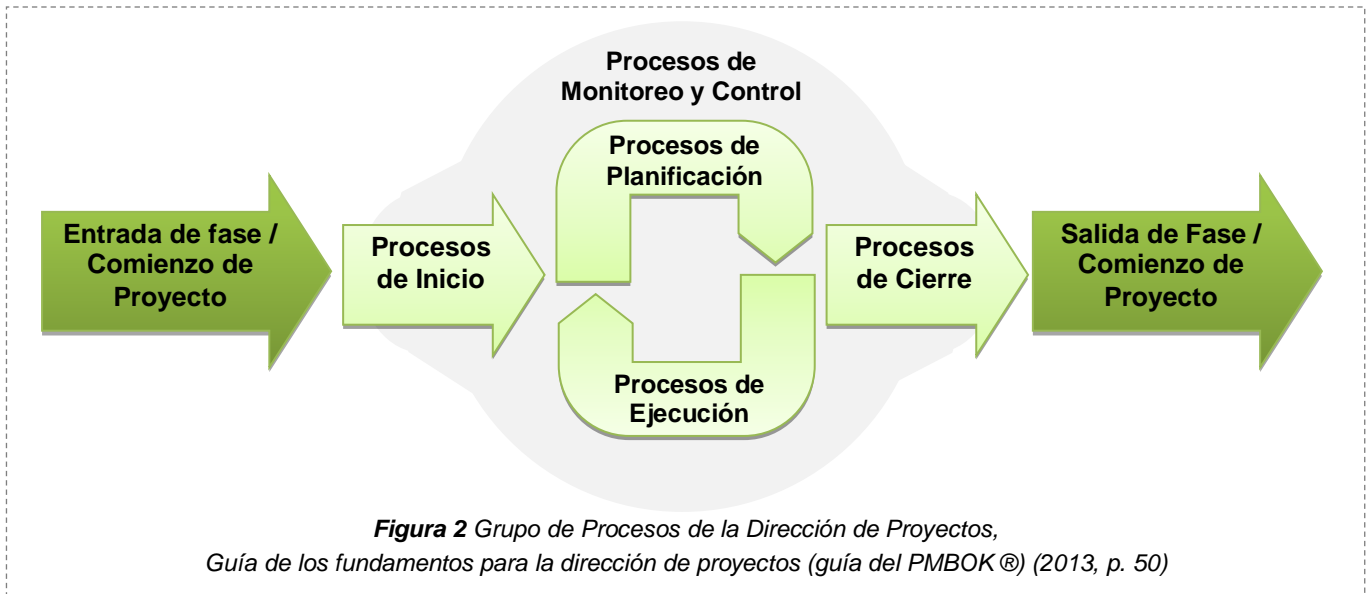 Procesos de
Monitoreo y Control
Procesos de
Planificación
Entrada de fase /
Comienzo de
Proyecto
Procesos
de Inicio
Procesos
de Cierre
Salida de Fase /
Comienzo de
Proyecto
Procesos de
Ejecución
Figura 2 Grupo de Procesos de la Dirección de Proyectos,
Guía de los fundamentos para la dirección de proyectos (guía del PMBOK ®) (2013, p. 50)